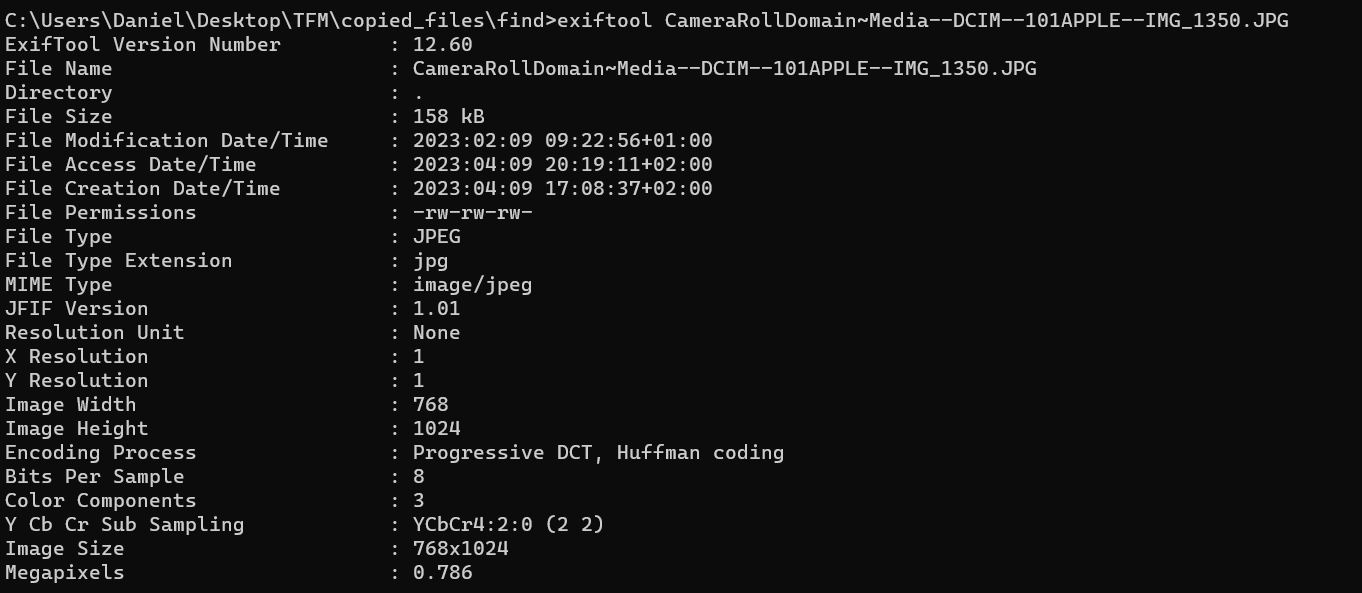 C:\Users\Daniel\Desktop\TFM\copied_files\find>exiftool CameraRollDomain~Media--DCIM--101APPLE--IMG_1350.JPG
ExifTool Version Number         : 12.60
File Name                       : CameraRollDomain~Media--DCIM--101APPLE--IMG_1350.JPG
Directory                       : .
File Size                       : 158 kB
File Modification Date/Time     : 2023:02:09 09:22:56+01:00
File Access Date/Time           : 2023:04:09 20:19:11+02:00
File Creation Date/Time         : 2023:04:09 17:08:37+02:00
File Permissions                : -rw-rw-rw-
File Type                       : JPEG
File Type Extension             : jpg
MIME Type                       : image/jpeg
JFIF Version                    : 1.01
Resolution Unit                 : None
X Resolution                    : 1
Y Resolution                    : 1
Image Width                     : 768
Image Height                    : 1024
Encoding Process                : Progressive DCT, Huffman coding
Bits Per Sample                 : 8
Color Components                : 3
Y Cb Cr Sub Sampling            : YCbCr4:2:0 (2 2)
Image Size                      : 768x1024
Megapixels                      : 0.786